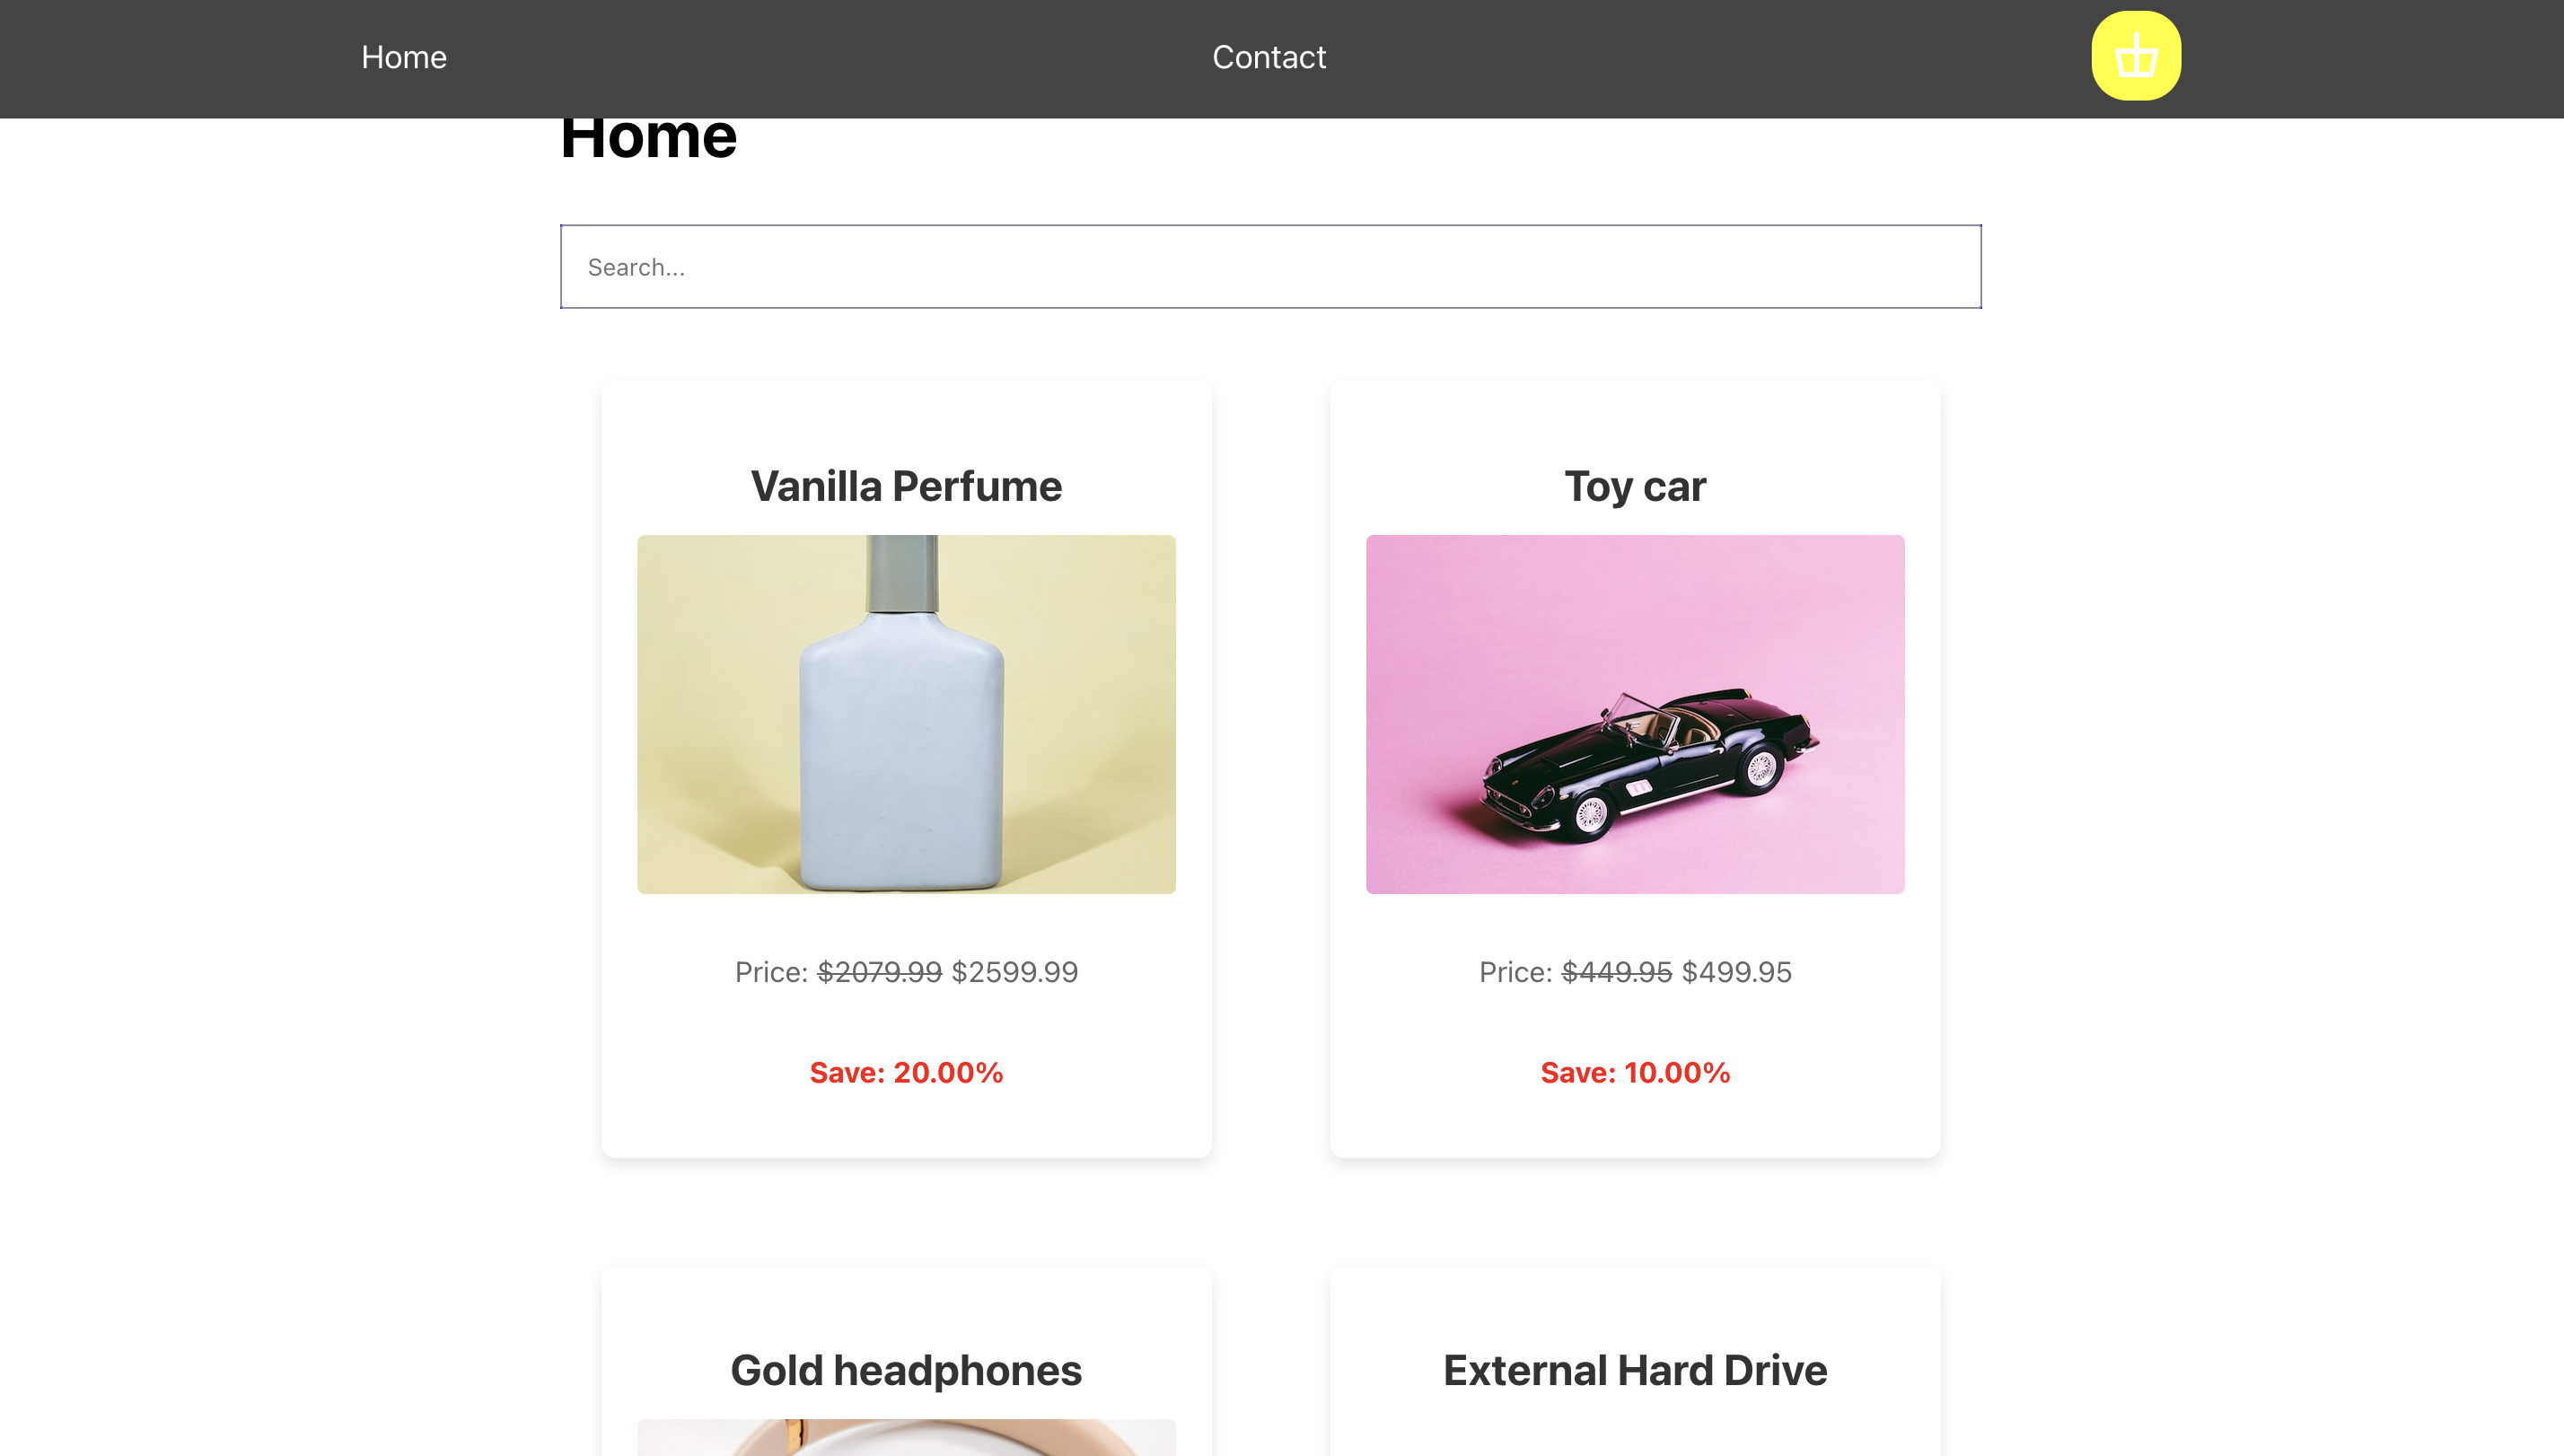 Home
Contact
Home
Search...
Vanilla Perfume
Toy car
Price: $2079.99 $2599.99
Price: $449.95 $499.95
Save: 20.00%
Save: 10.00%
Gold headphones
External Hard Drive